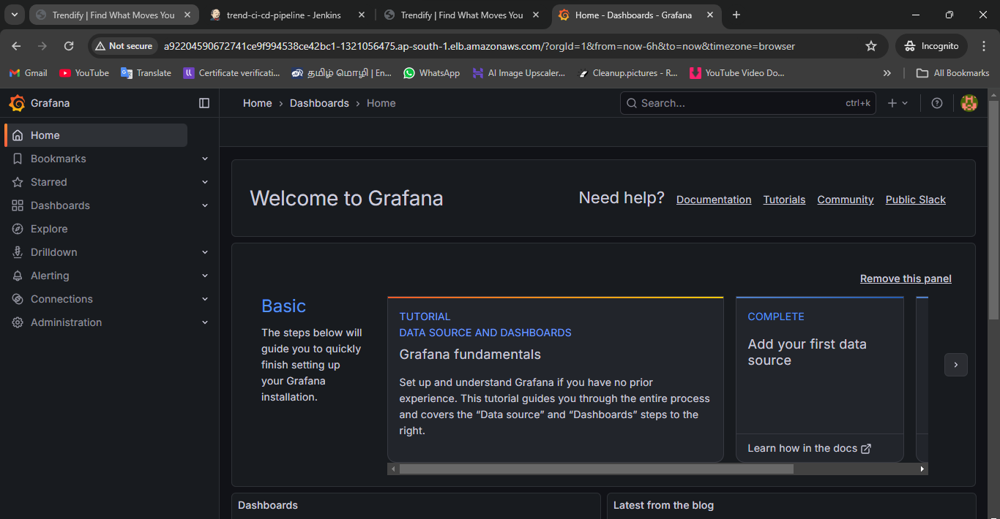 Trendify | Find What Moves You
trend-ci-cd-pipeline - Jenkins
Trendify | Find What Moves You
Home - Dashboards - Grafana
Not secure
a92204590672741ce9f994538ce42bc1-1321056475.ap-south-1.elb.amazonaws.com/?orgId=1&from=now-6h&to=now&timezone=browser
Incognito
Gmail
YouTube
Translate
Certificate verificati...
தமிழ் மொழி | En...
WhatsApp
AI Image Upscaler...
Cleanup.pictures - R...
YouTube Video Do...
All Bookmarks
Grafana
Home › Dashboards › Home
Search...
ctrl+k
Home
Bookmarks
Starred
Dashboards
Explore
Drilldown
Alerting
Connections
Administration
Welcome to Grafana
Need help?
Documentation
Tutorials
Community
Public Slack
Remove this panel
Basic
The steps below will
guide you to quickly
finish setting up
your Grafana
installation.
TUTORIAL
DATA SOURCE AND DASHBOARDS
Grafana fundamentals
Set up and understand Grafana if you have no prior
experience. This tutorial guides you through the entire process
and covers the “Data source” and “Dashboards” steps to the
right.
COMPLETE
Add your first data
source
Learn how in the docs
Dashboards
Latest from the blog